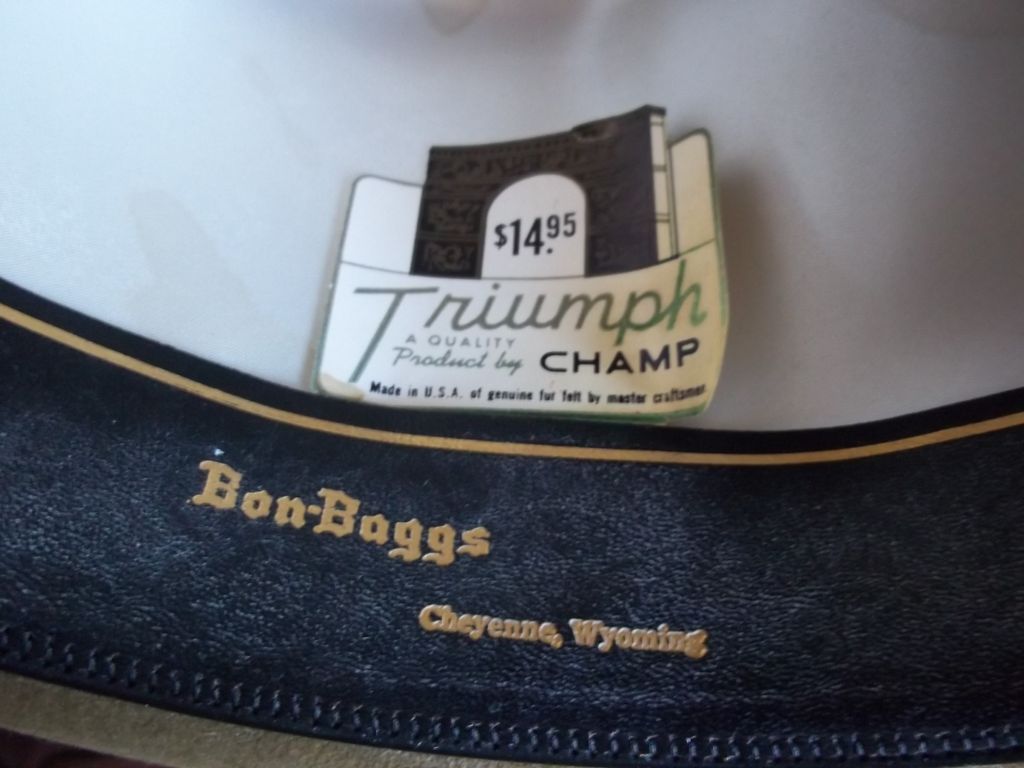 $14.95
Triumph
A QUALITY
Product by CHAMP
Made in U.S.A. of genuine fur felt by master craftsmen
Bon-Baggs
Cheyenne, Wyoming